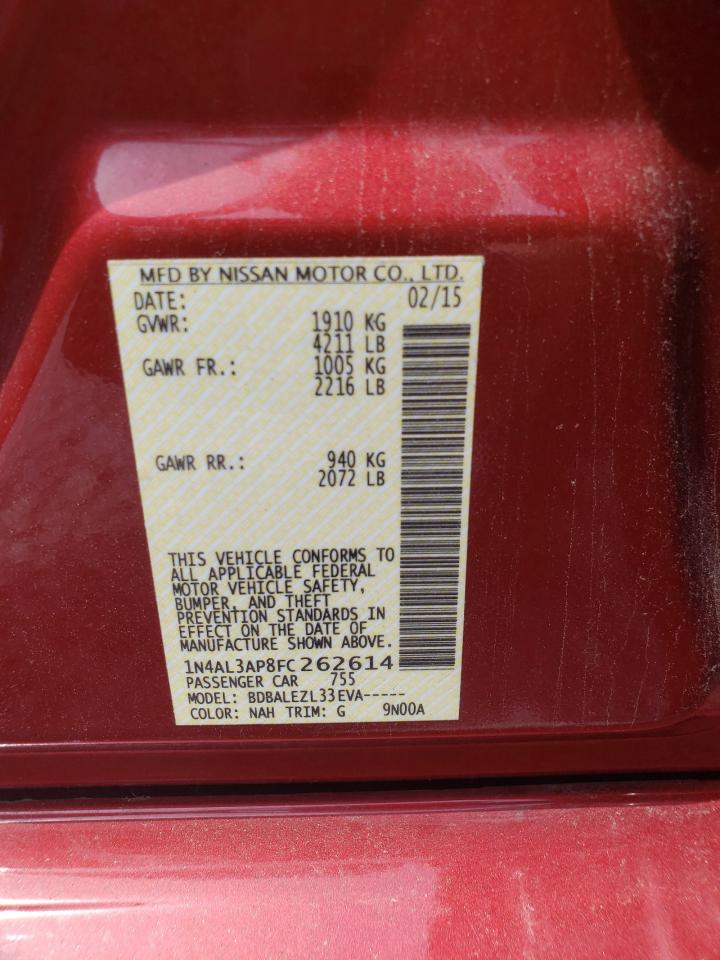 MFD BY NISSAN MOTOR CO., LTD.
DATE: 02/15
GVWR: 1910 KG
4211 LB
GAWR FR.: 1005 KG
2216 LB
GAWR RR.: 940 KG
2072 LB
THIS VEHICLE CONFORMS TO
ALL APPLICABLE FEDERAL
MOTOR VEHICLE SAFETY,
BUMPER, AND THEFT
PREVENTION STANDARDS IN
EFFECT ON THE DATE OF
MANUFACTURE SHOWN ABOVE.
1N4AL3AP8FC262614
PASSENGER CAR 755
MODEL: BDBALEZL33EVA-----
COLOR: NAH TRIM: G 9N00A